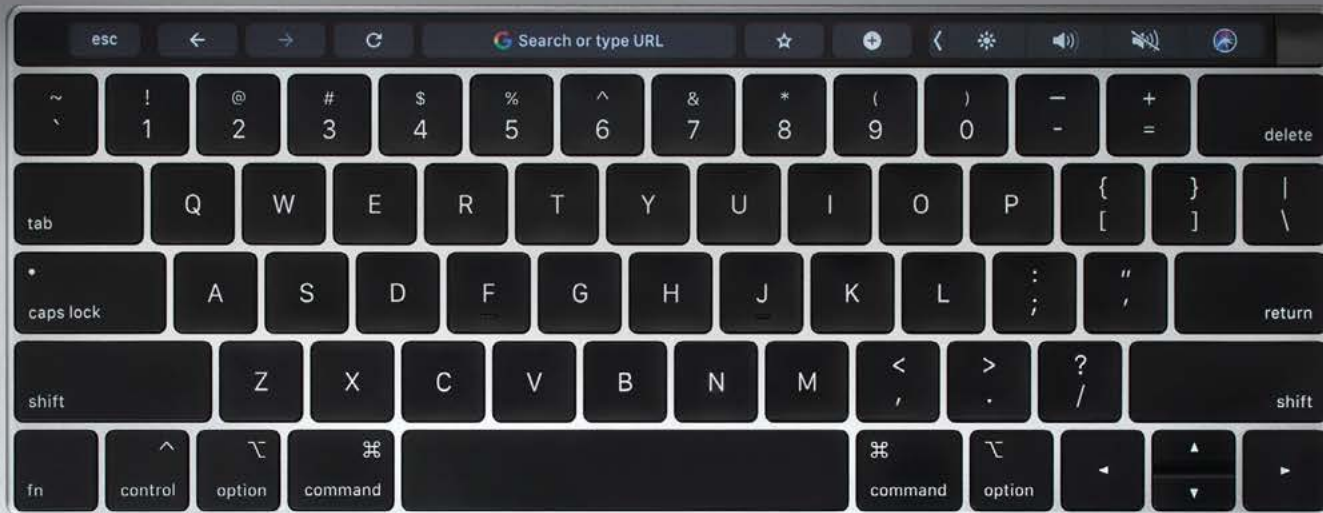 esc ← → Search or type URL
~ ! @ # $ % ^ & * ( ) — +
` 1 2 3 4 5 6 7 8 9 0 - = delete
tab Q W E R T Y U I O P { [ } ] | \
caps lock A S D F G H J K L : ; " ' return
shift Z X C V B N M < , > . ? / shift
fn ^ control ⌥ option ⌘ command ⌘ command ⌥ option ◄ ▲ ▼ ►